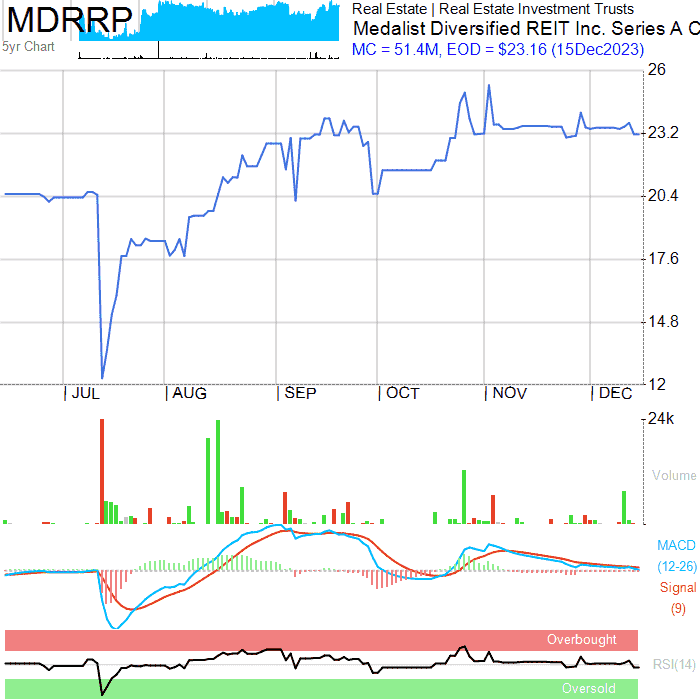 MDRRP
Real Estate | Real Estate Investment Trusts
Medalist Diversified REIT Inc. Series A C
5yr Chart
MC = 51.4M, EOD = $23.16 (15Dec2023)
26
23.2
20.4
17.6
14.8
12
JUL
AUG
SEP
OCT
NOV
DEC
24k
Volume
MACD
(12-26)
Signal
(9)
Overbought
RSI(14)
Oversold